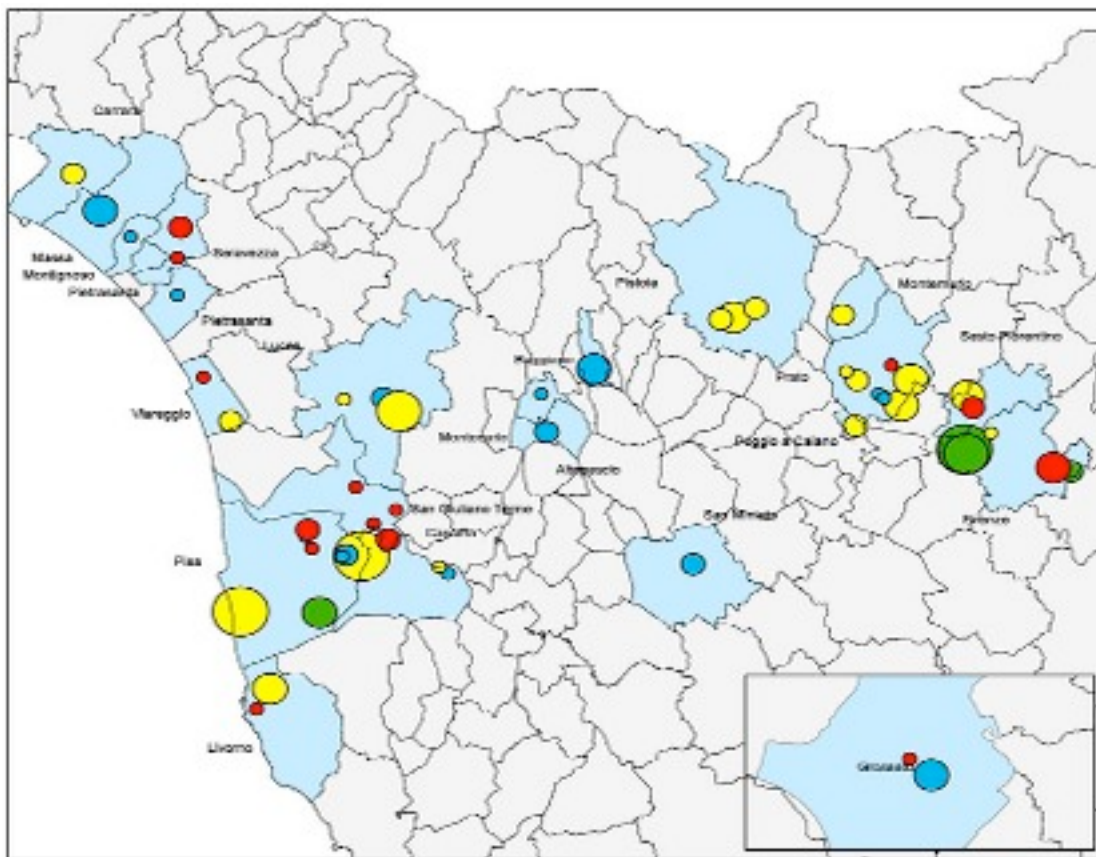 Carrara
Massa
Montignoso
Seravezza
Pietrasanta
Pietrasanta
Lucca
Viareggio
Pistoia
Montemurlo
Sesto Fiorentino
Prato
Poggio a Caiano
Montecarlo
Altopascio
San Giuliano Terme
Cascina
San Miniato
Firenze
Pisa
Livorno
Grosseto